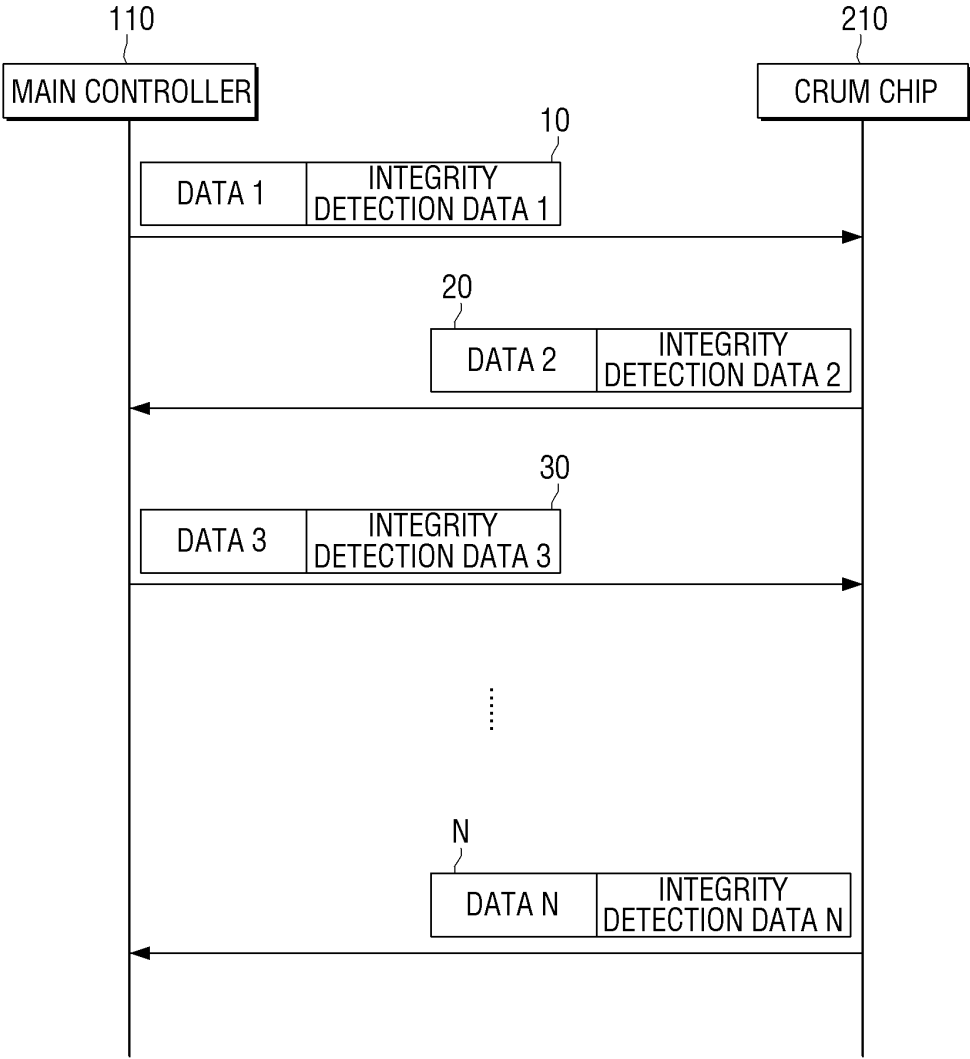 110
210
MAIN CONTROLLER
CRUM CHIP
10
DATA 1
INTEGRITY
DETECTION DATA 1
20
DATA 2
INTEGRITY
DETECTION DATA 2
30
DATA 3
INTEGRITY
DETECTION DATA 3
N
DATA N
INTEGRITY
DETECTION DATA N